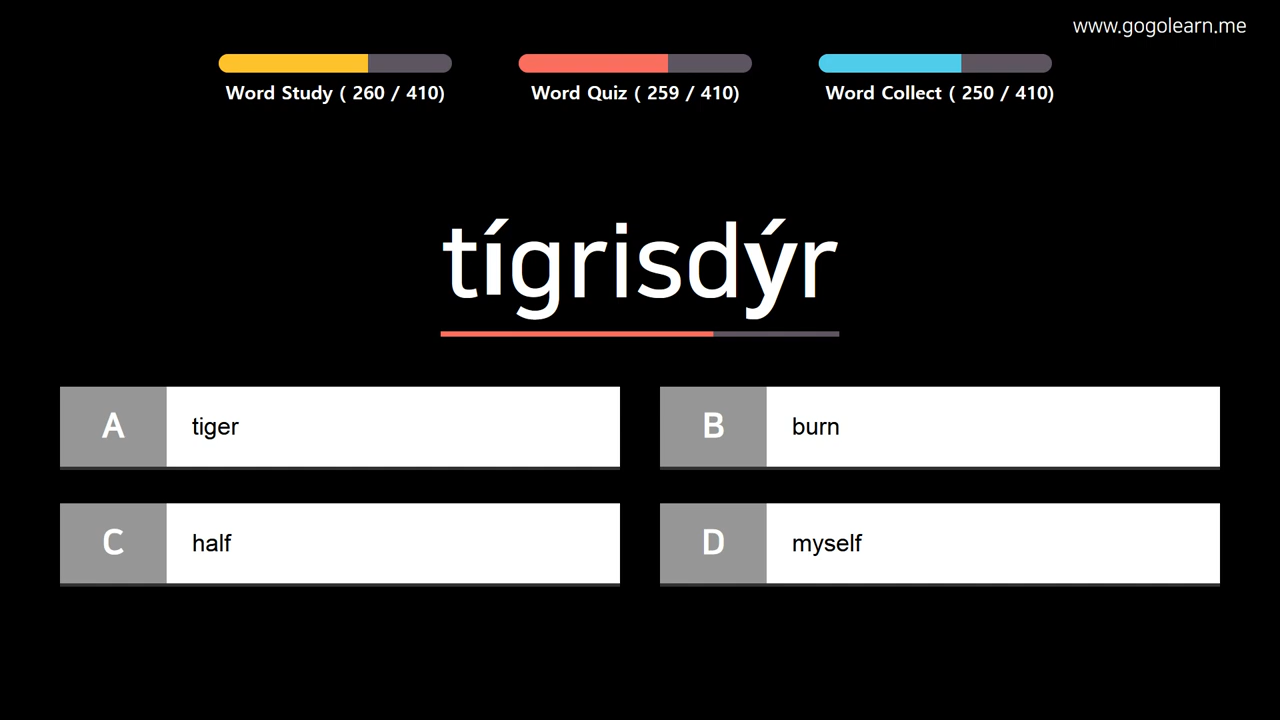 www.gogolearn.me
Word Study ( 260 / 410)
Word Quiz ( 259 / 410)
Word Collect ( 250 / 410)
tígrisdýr
A tiger
B burn
C half
D myself